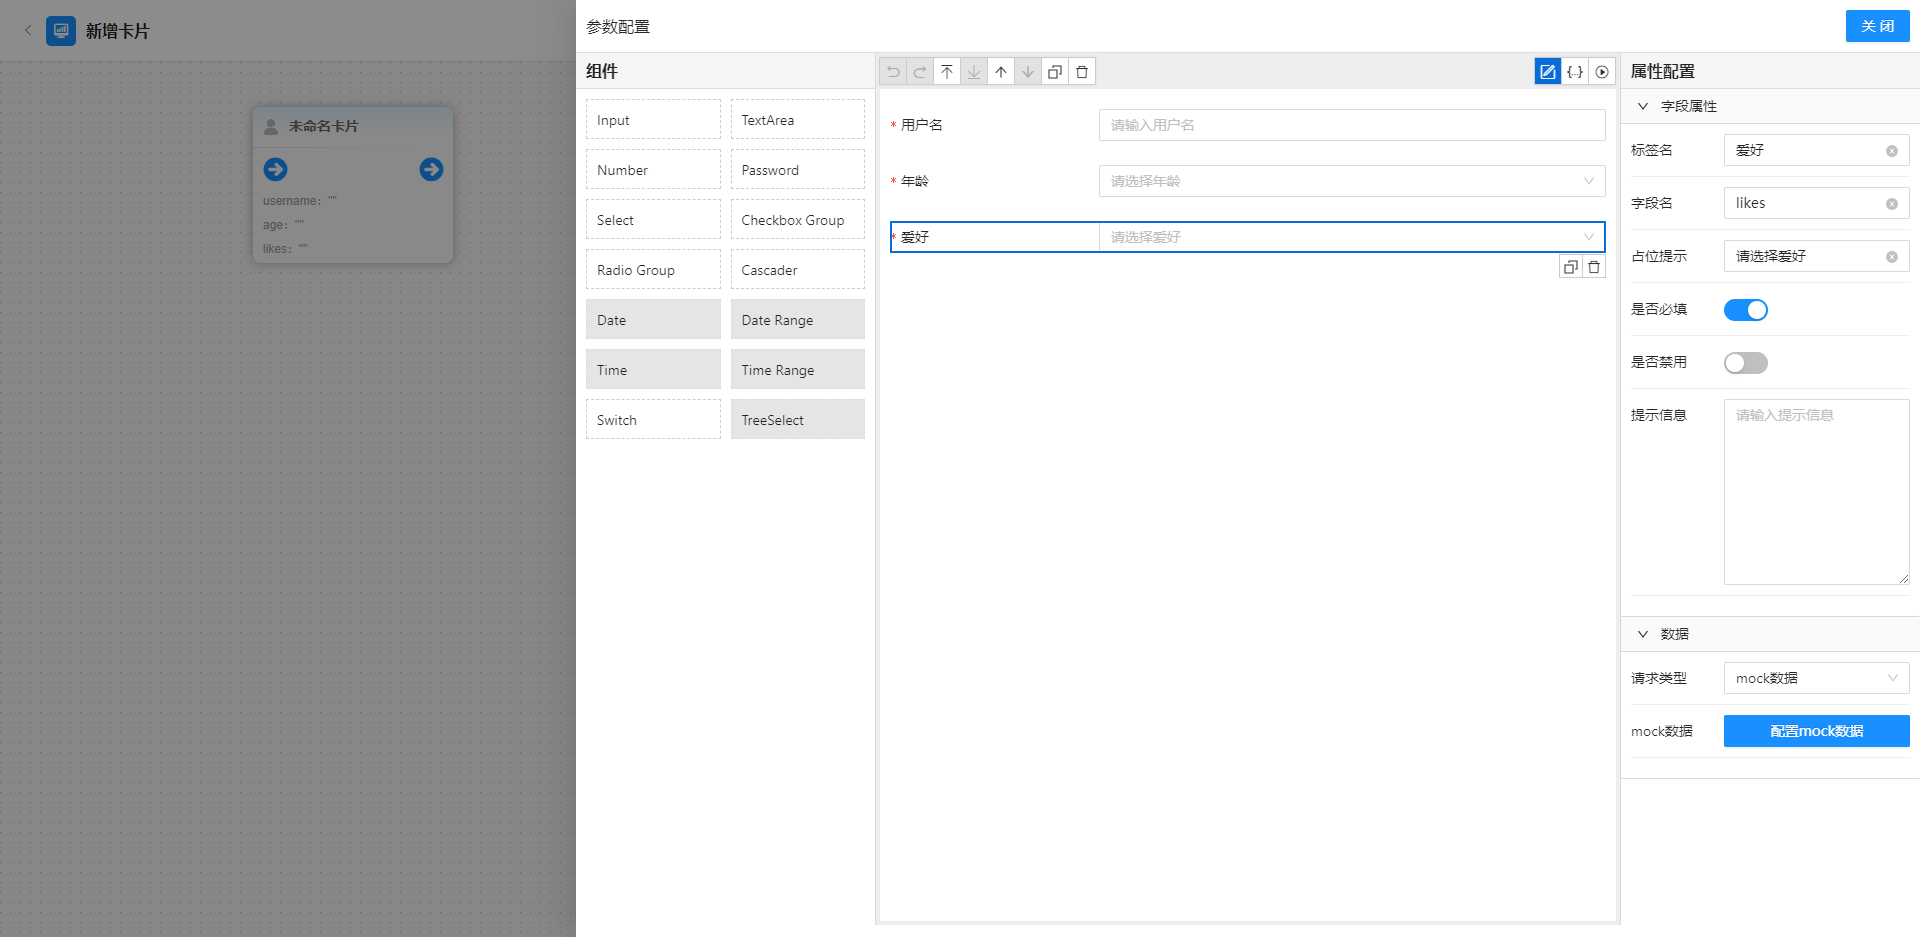 新增卡片
未命名卡片
username: ""
age: ""
likes: ""
参数配置
关 闭
组件
Input
TextArea
Number
Password
Select
Checkbox Group
Radio Group
Cascader
Date
Date Range
Time
Time Range
Switch
TreeSelect
{..}
* 用户名
请输入用户名
* 年龄
请选择年龄
* 爱好
请选择爱好
属性配置
字段属性
标签名
爱好
字段名
likes
占位提示
请选择爱好
是否必填
是否禁用
提示信息
请输入提示信息
数据
请求类型
mock数据
mock数据
配置mock数据